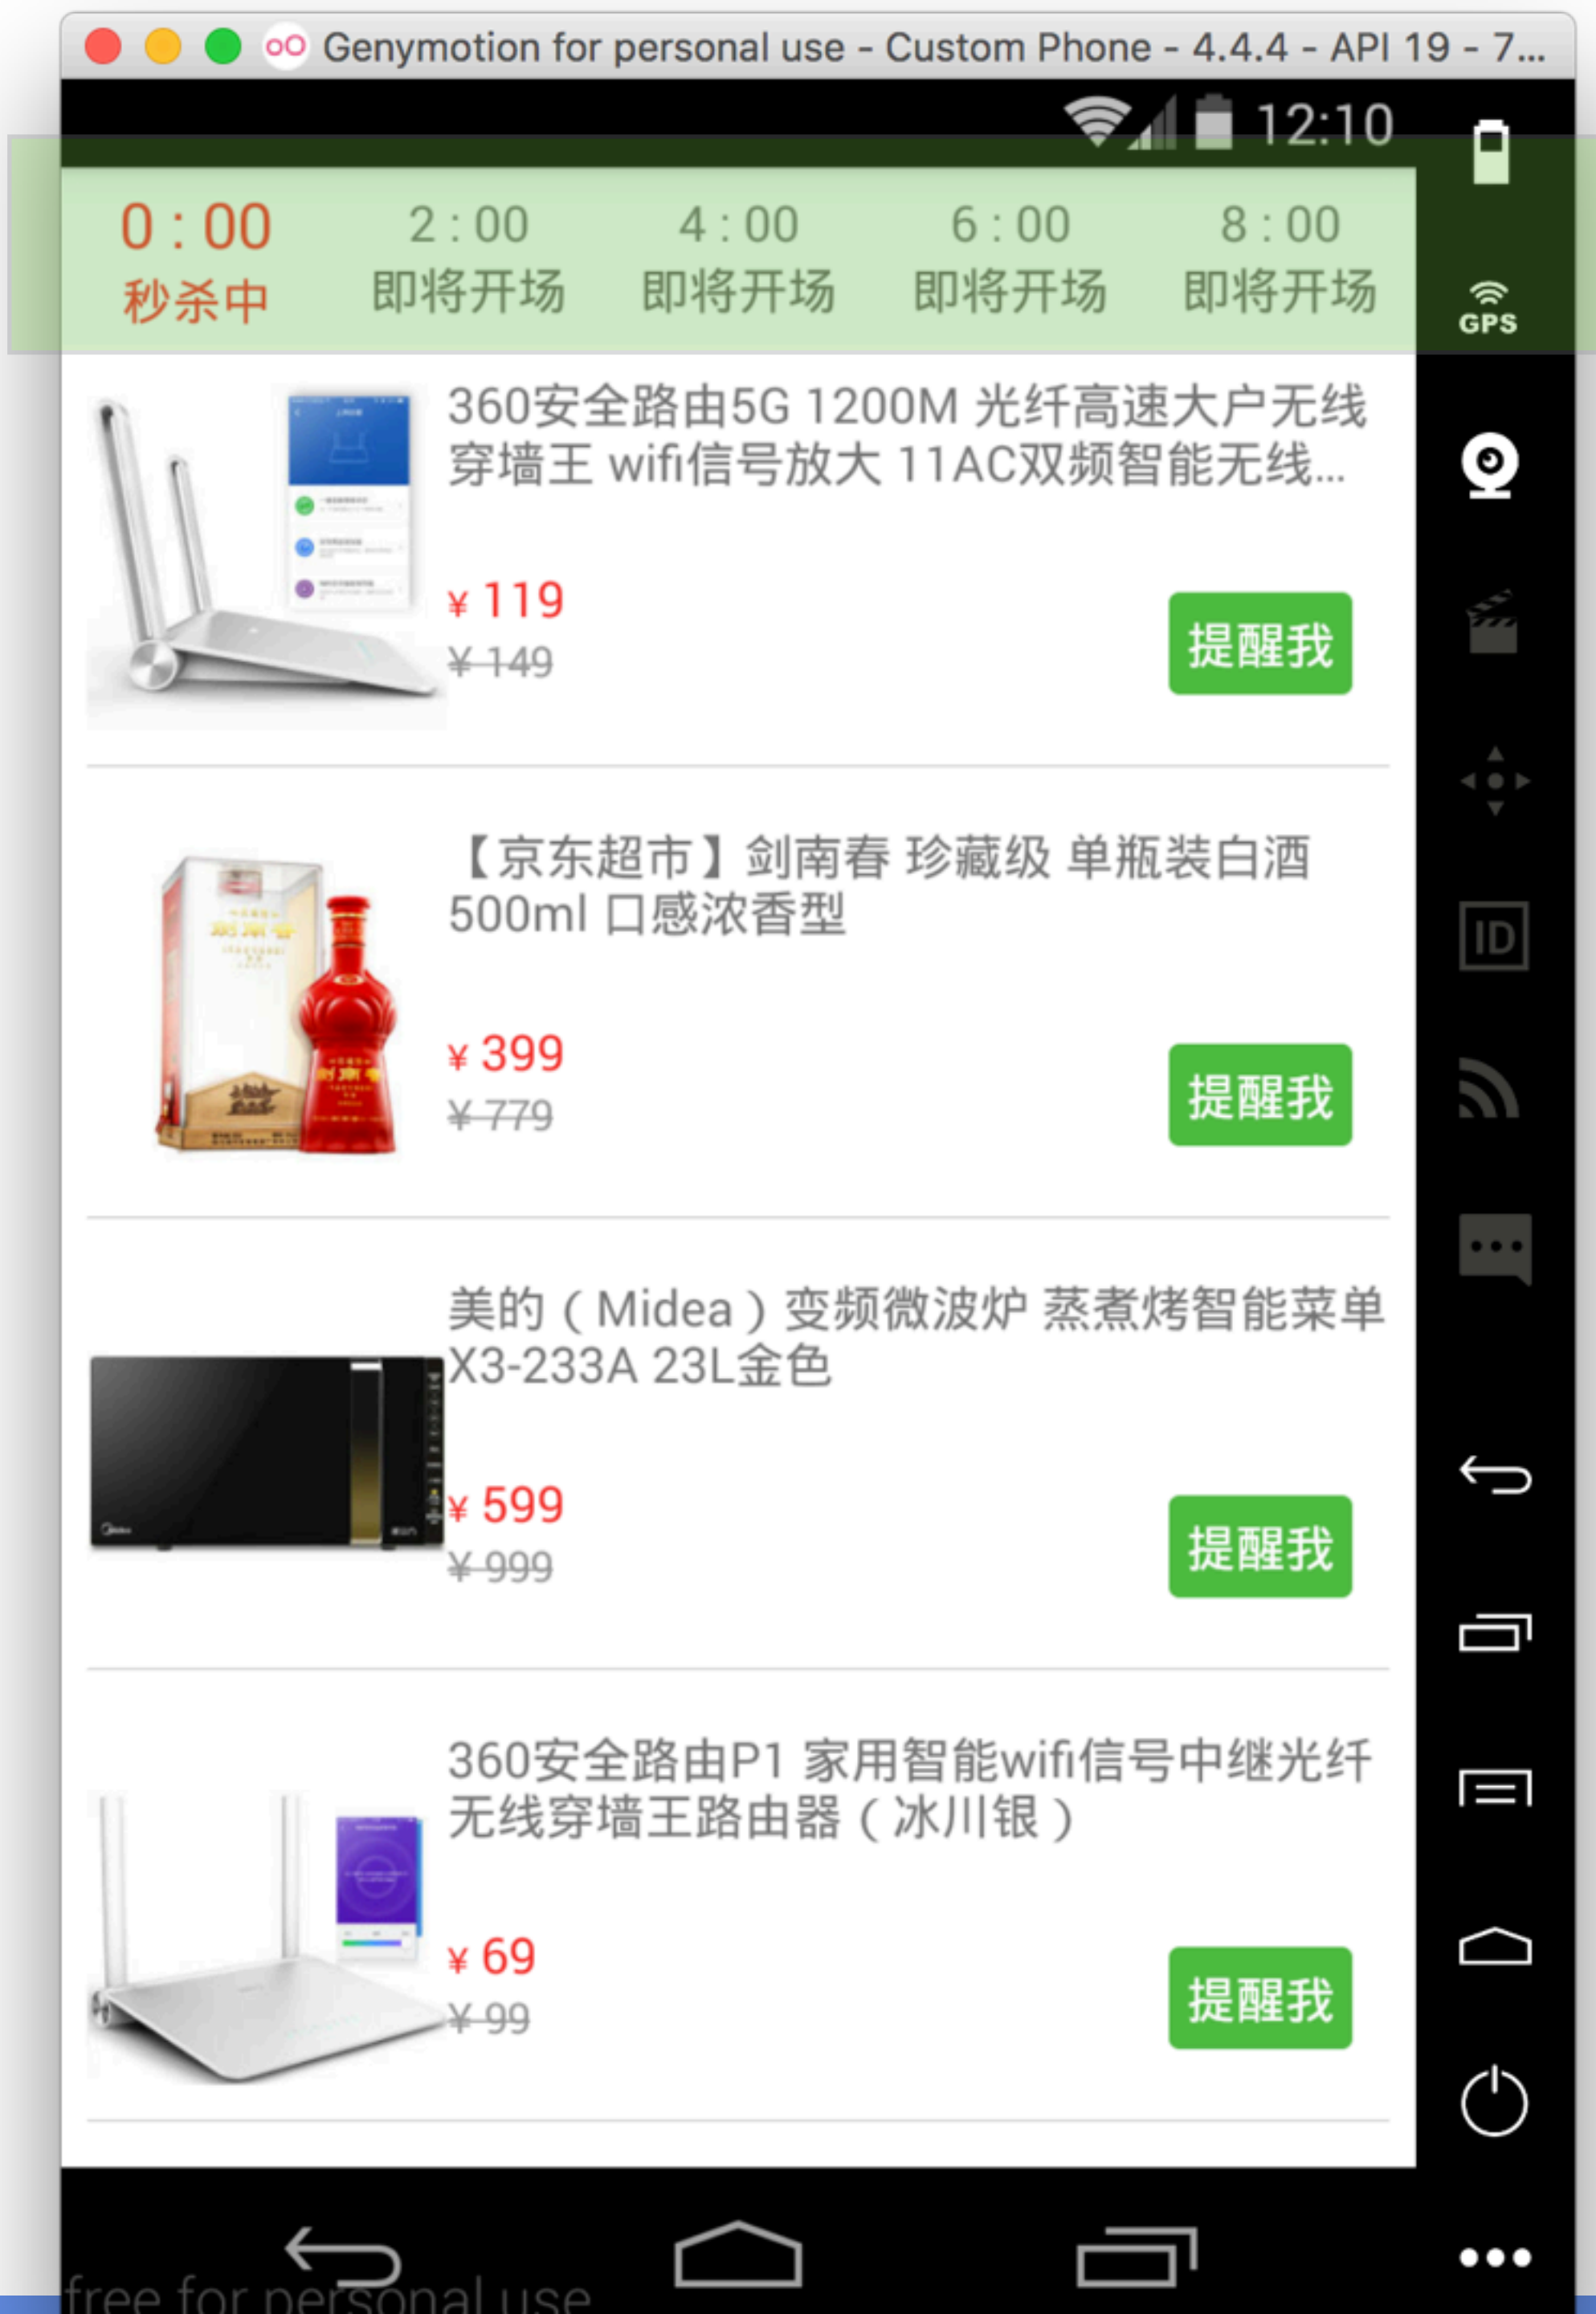 Genymotion for personal use - Custom Phone - 4.4.4 - API 19 - 7...
12:10
0 : 00
2 : 00
4 : 00
6 : 00
8 : 00
秒杀中
即将开场
即将开场
即将开场
即将开场
GPS
360安全路由5G 1200M 光纤高速大户无线
穿墙王 wifi信号放大 11AC双频智能无线...
¥ 119
¥ 149
提醒我
【京东超市】剑南春 珍藏级 单瓶装白酒
500ml 口感浓香型
剑南春
¥ 399
¥ 779
提醒我
ID
美的（Midea）变频微波炉 蒸煮烤智能菜单
X3-233A 23L金色
Midea
¥ 599
¥ 999
提醒我
360安全路由P1 家用智能wifi信号中继光纤
无线穿墙王路由器（冰川银）
¥ 69
¥ 99
提醒我
free for personal use